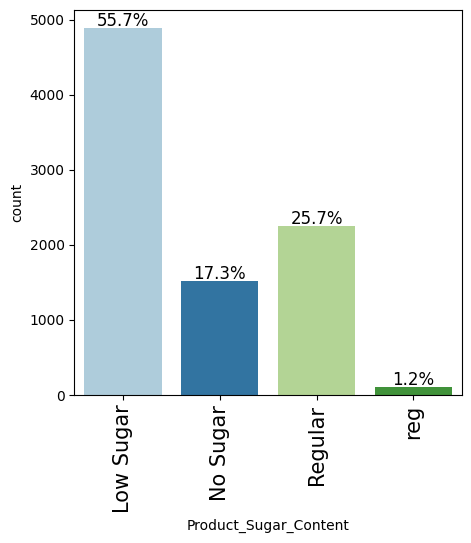 55.7%
5000
4000
3000
25.7%
2000
17.3%
1000
1.2%
0
count
Low Sugar
No Sugar
Regular
reg
Product_Sugar_Content